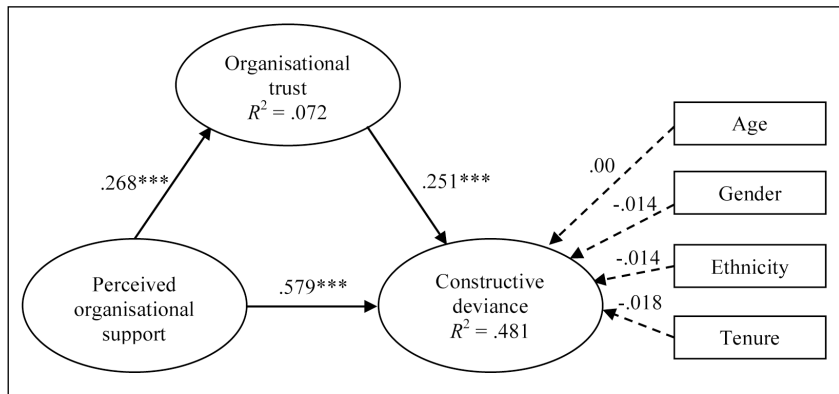 Organisational
trust
R² = .072
Age
.00
.268***
.251***
Gender
-.014
Perceived
organisational
support
.579***
Constructive
deviance
R² = .481
-.014
Ethnicity
-.018
Tenure